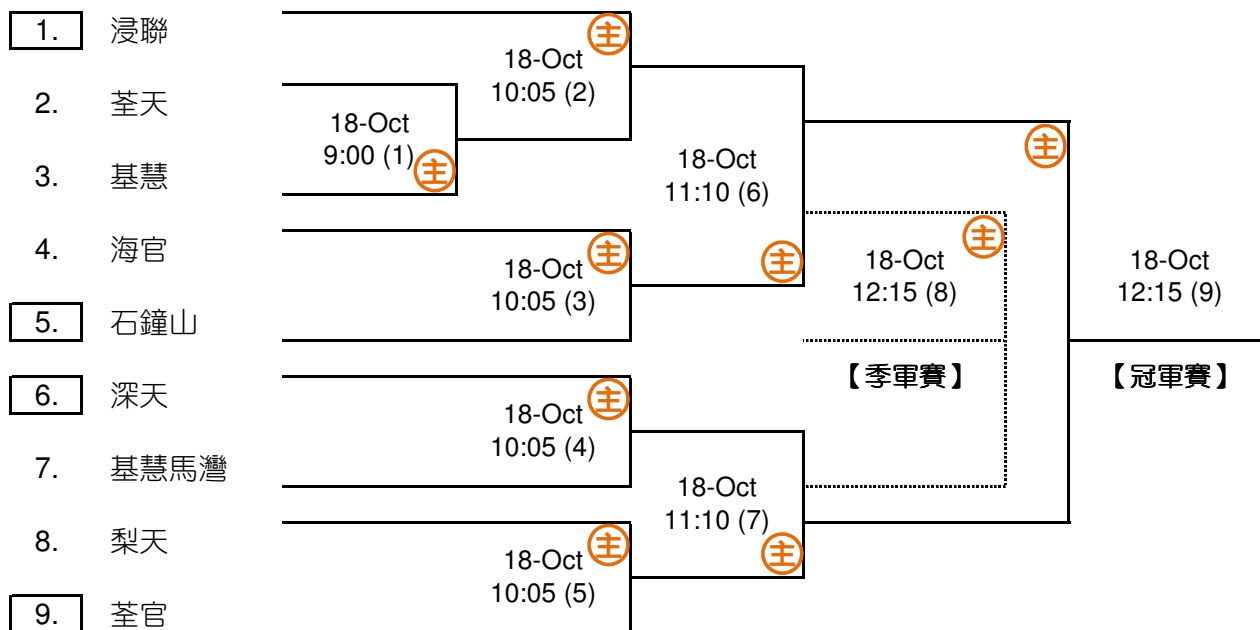 1. 浸聯
2. 荃天
3. 基慧
4. 海官
5. 石鐘山
6. 深天
7. 基慧馬灣
8. 梨天
9. 荃官
18-Oct
9:00 (1)
主
18-Oct
10:05 (2)
主
18-Oct
10:05 (3)
主
18-Oct
10:05 (4)
主
18-Oct
10:05 (5)
主
18-Oct
11:10 (6)
主
18-Oct
11:10 (7)
主
18-Oct
12:15 (8)
主
【季軍賽】
主
18-Oct
12:15 (9)
【冠軍賽】